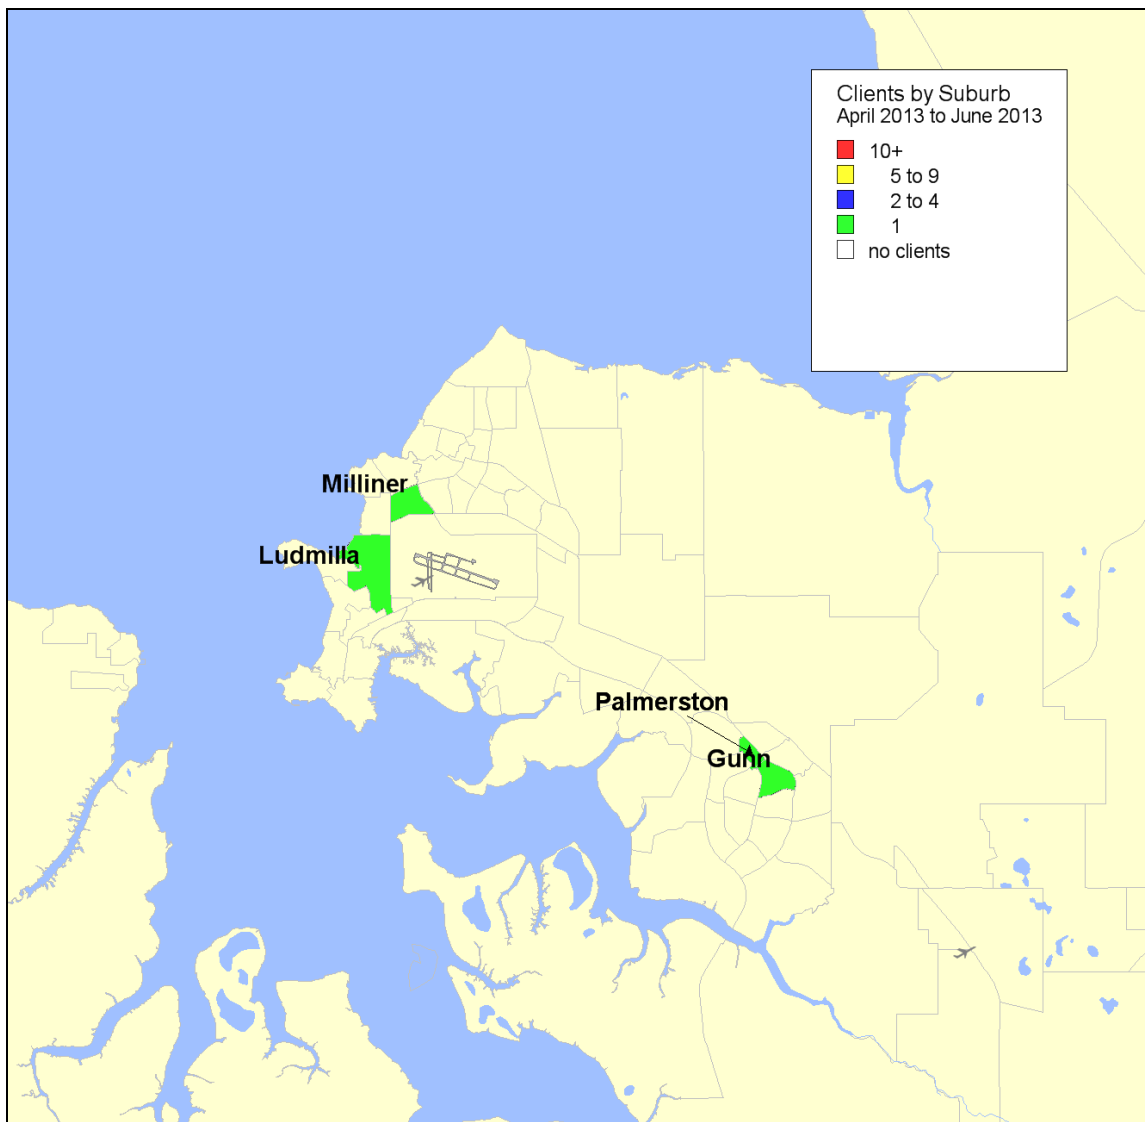 Clients by Suburb
April 2013 to June 2013
10+
5 to 9
2 to 4
1
no clients
Milliner
Ludmilla
Palmerston
Gunn